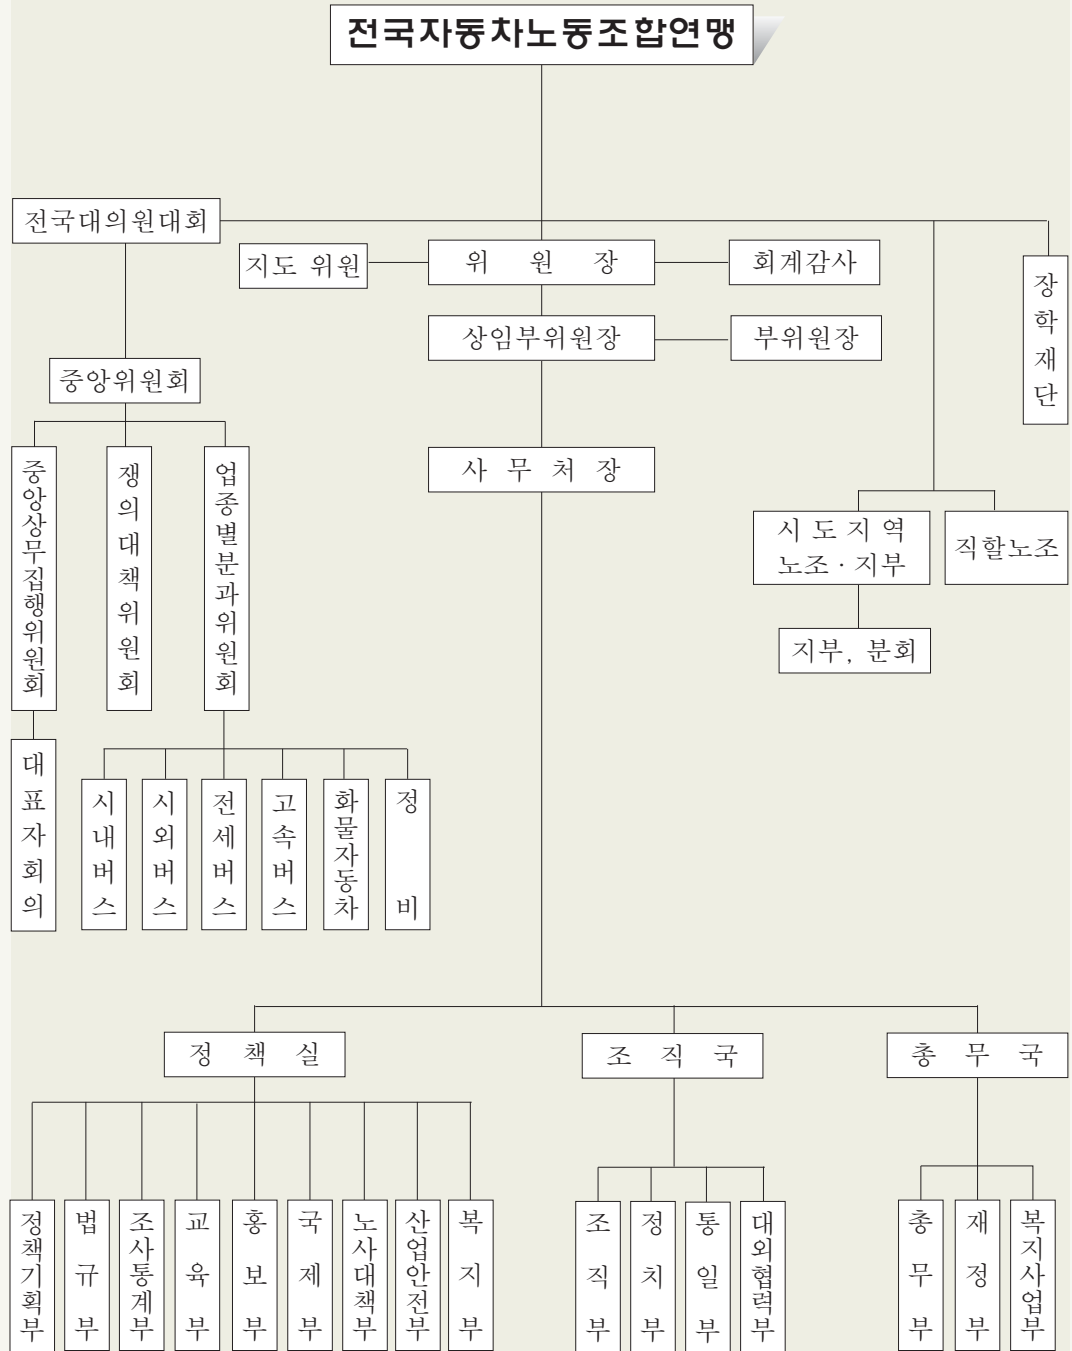 전국자동차노동조합연맹
전국대의원대회
지도 위원
위 원 장
회계감사
장학재단
상임부위원장
부위원장
중앙위원회
중앙상무집행위원회
쟁의대책위원회
업종별분과위원회
사 무 처 장
시 도 지 역
노조 · 지부
직할노조
지부, 분회
대표자회의
시내버스
시외버스
전세버스
고속버스
화물자동차
정비
정 책 실
조 직 국
총 무 국
정책기획부
법규부
조사통계부
교육부
홍보부
국제부
노사대책부
산업안전부
복지부
조직부
정치부
통일부
대외협력부
총무부
재정부
복지사업부